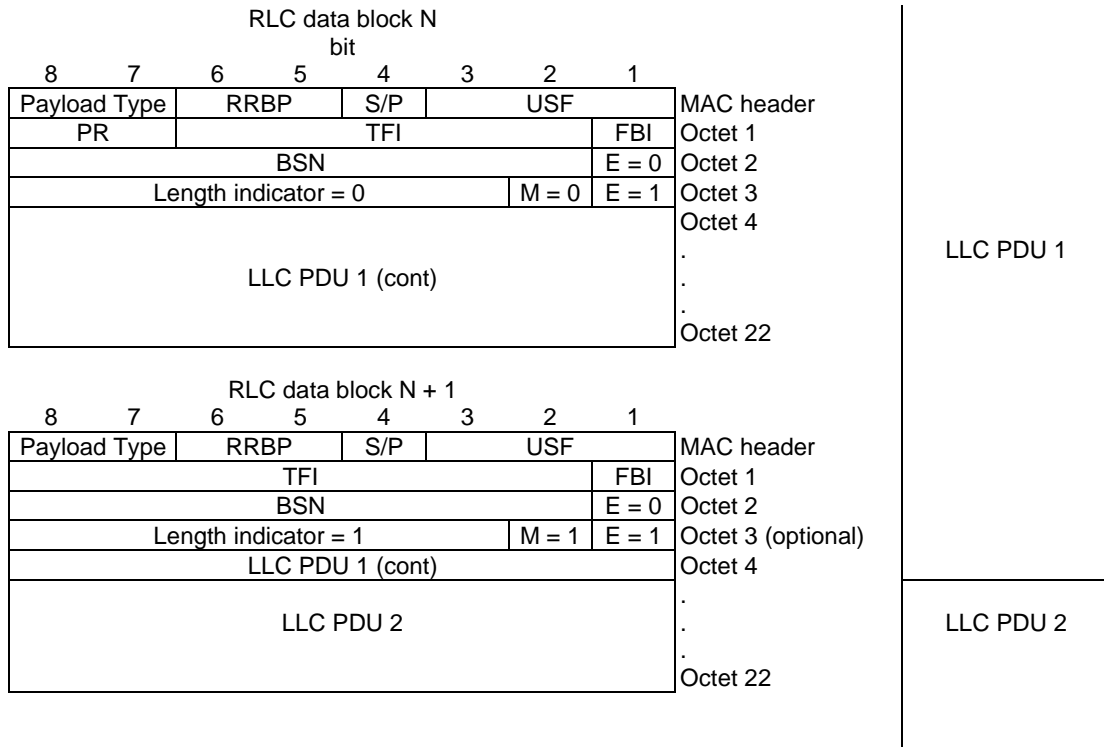 RLC data block N
bit
8 7 6 5 4 3 2 1
Payload Type RRBP S/P USF MAC header
PR TFI FBI Octet 1
BSN E = 0 Octet 2
Length indicator = 0 M = 0 E = 1 Octet 3
Octet 4
.
LLC PDU 1 (cont) .
.
Octet 22
LLC PDU 1
RLC data block N + 1
8 7 6 5 4 3 2 1
Payload Type RRBP S/P USF MAC header
TFI FBI Octet 1
BSN E = 0 Octet 2
Length indicator = 1 M = 1 E = 1 Octet 3 (optional)
LLC PDU 1 (cont) Octet 4
.
LLC PDU 2 .
.
Octet 22
LLC PDU 2